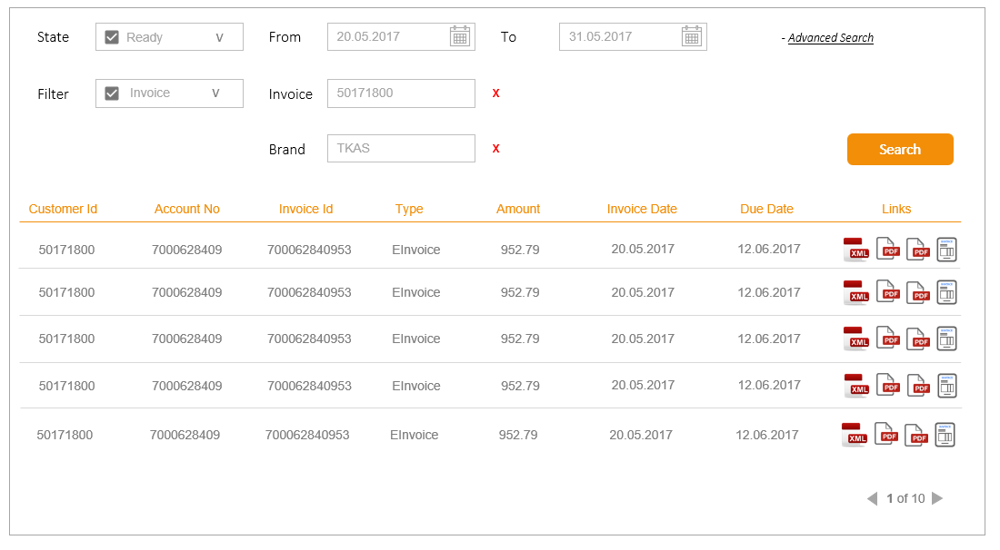 State Ready v From 20.05.2017 To 31.05.2017 - Advanced Search
Filter Invoice v Invoice 50171800 x
Brand TKAS x Search
Customer Id Account No Invoice Id Type Amount Invoice Date Due Date Links
50171800 7000628409 700062840953 EInvoice 952.79 20.05.2017 12.06.2017 XML PDF PDF INVOICE
50171800 7000628409 700062840953 EInvoice 952.79 20.05.2017 12.06.2017 XML PDF PDF INVOICE
50171800 7000628409 700062840953 EInvoice 952.79 20.05.2017 12.06.2017 XML PDF PDF INVOICE
50171800 7000628409 700062840953 EInvoice 952.79 20.05.2017 12.06.2017 XML PDF PDF INVOICE
50171800 7000628409 700062840953 EInvoice 952.79 20.05.2017 12.06.2017 XML PDF PDF INVOICE
1 of 10